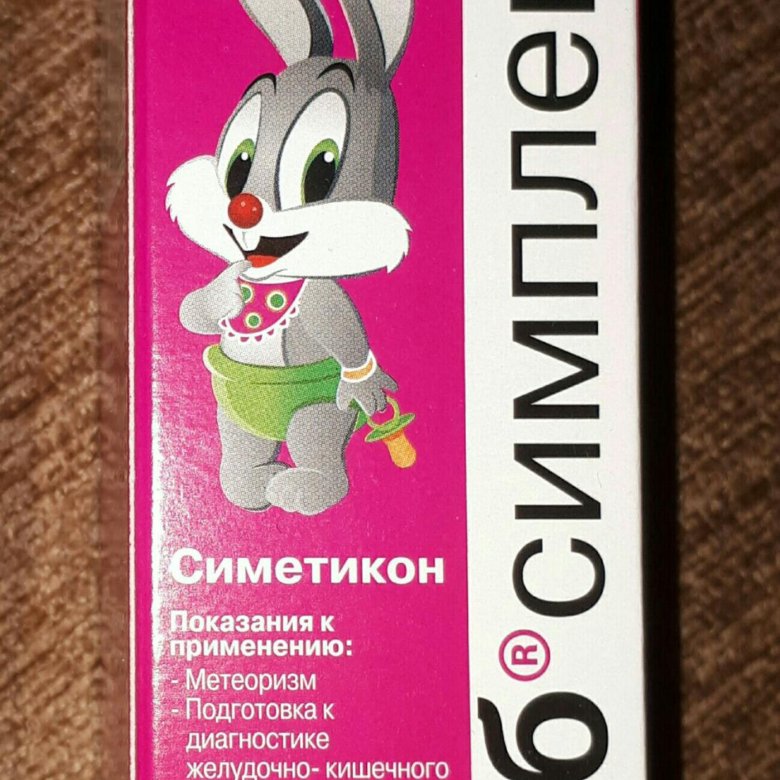 Симетикон
Показания к
применению:
- Метеоризм
- Подготовка к
диагностике
желудочно- кишечного
б®симплек